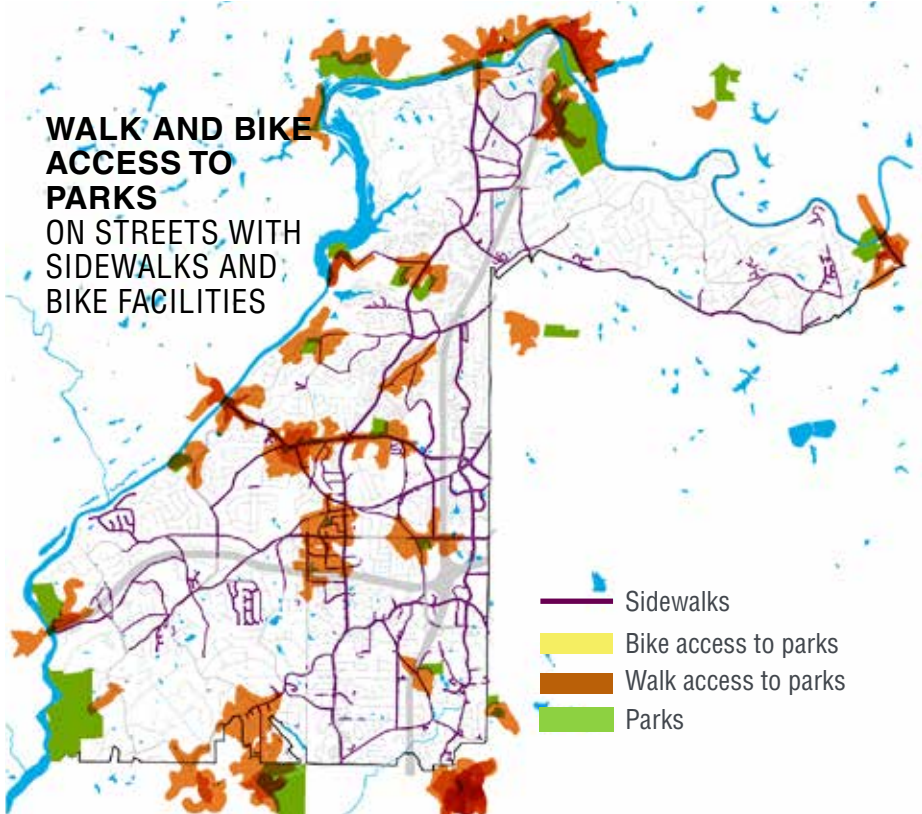 WALK AND BIKE
ACCESS TO
PARKS
ON STREETS WITH
SIDEWALKS AND
BIKE FACILITIES
Sidewalks
Bike access to parks
Walk access to parks
Parks